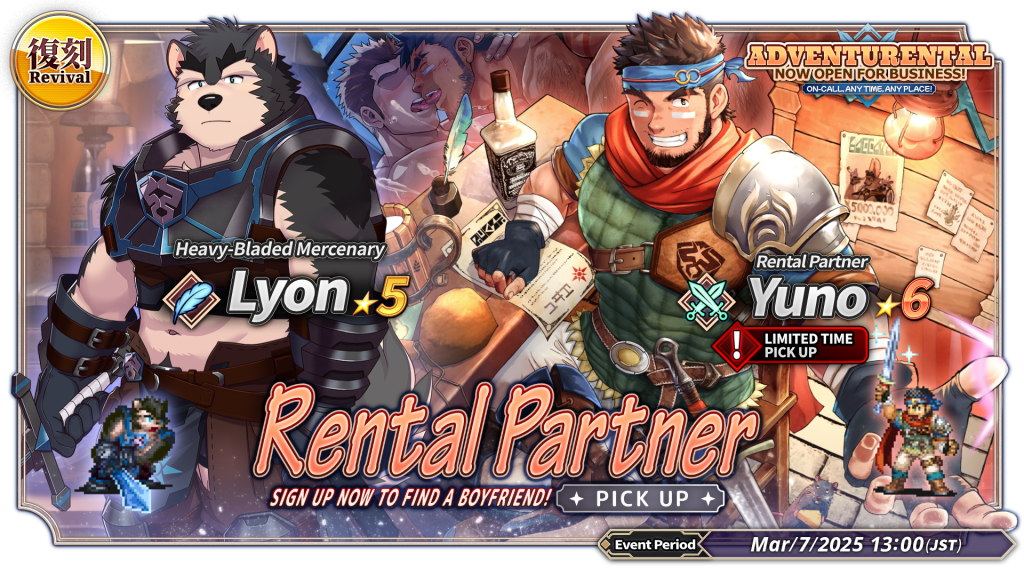 復刻
Revival
ADVENTURENTAL
NOW OPEN FOR BUSINESS!
ON-CALL, ANY TIME, ANY PLACE!
Heavy-Bladed Mercenary
Lyon ★5
Rental Partner
Yuno ★6
! LIMITED TIME
PICK UP
Rental Partner
SIGN UP NOW TO FIND A BOYFRIEND!
PICK UP
Event Period
Mar/7/2025 13:00(JST)